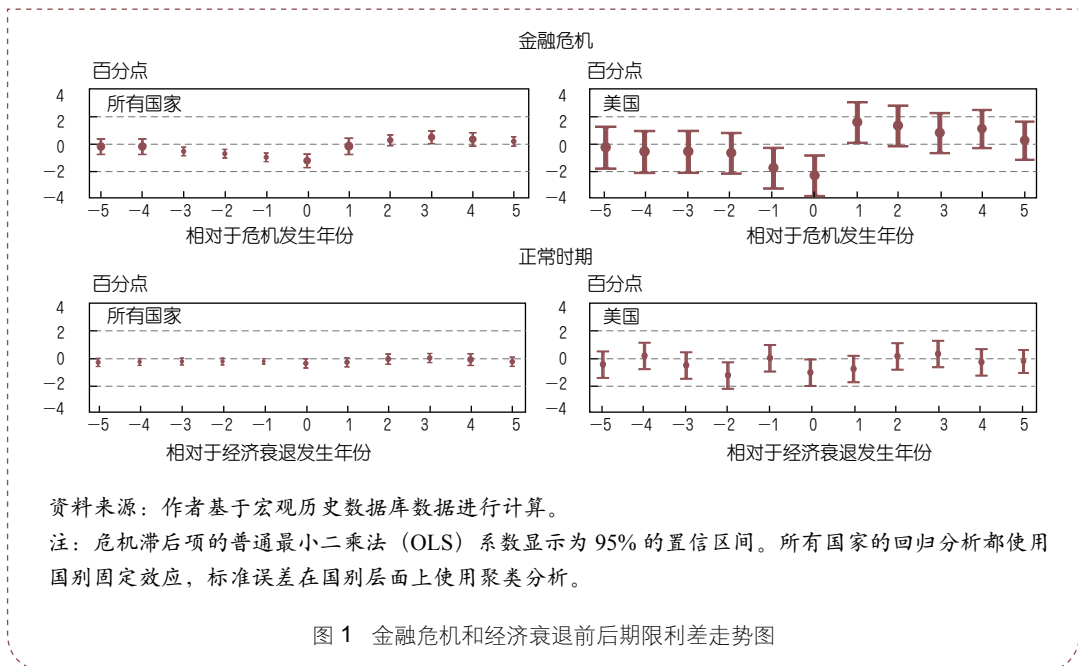 金融危机
百分点
所有国家
4
2
0
−2
−4
−5 −4 −3 −2 −1 0 1 2 3 4 5
相对于危机发生年份
百分点
美国
4
2
0
−2
−4
−5 −4 −3 −2 −1 0 1 2 3 4 5
相对于危机发生年份
正常时期
百分点
所有国家
4
2
0
−2
−4
−5 −4 −3 −2 −1 0 1 2 3 4 5
相对于经济衰退发生年份
百分点
美国
4
2
0
−2
−4
−5 −4 −3 −2 −1 0 1 2 3 4 5
相对于经济衰退发生年份
资料来源：作者基于宏观历史数据库数据进行计算。
注：危机滞后项的普通最小二乘法（OLS）系数显示为 95% 的置信区间。所有国家的回归分析都使用
国别固定效应，标准误差在国别层面上使用聚类分析。
图 1 金融危机和经济衰退前后期限利差走势图